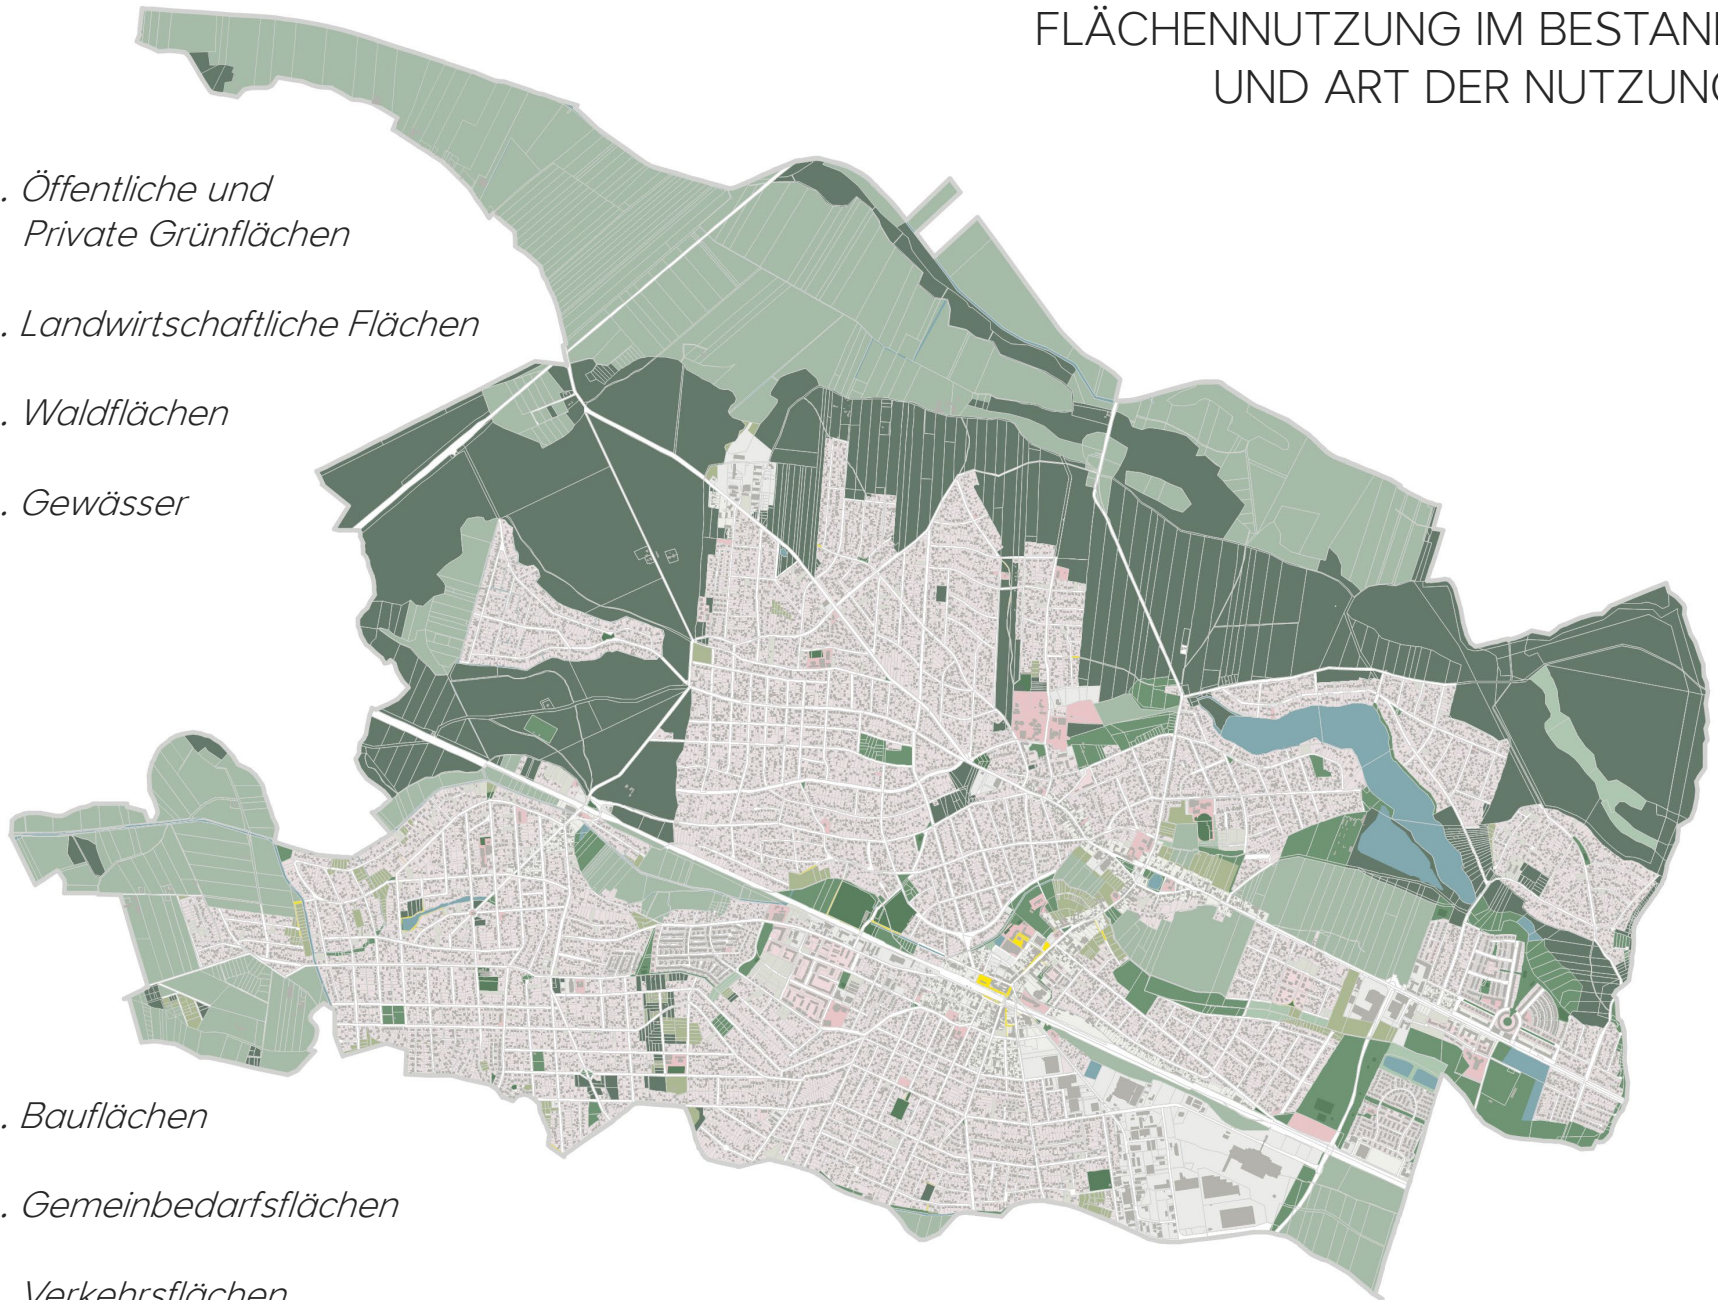 FLÄCHENNUTZUNG IM BESTAN
UND ART DER NUTZUN
. Öffentliche und
Private Grünflächen
. Landwirtschaftliche Flächen
. Waldflächen
. Gewässer
. Bauflächen
. Gemeinbedarfsflächen
. Verkehrsflächen